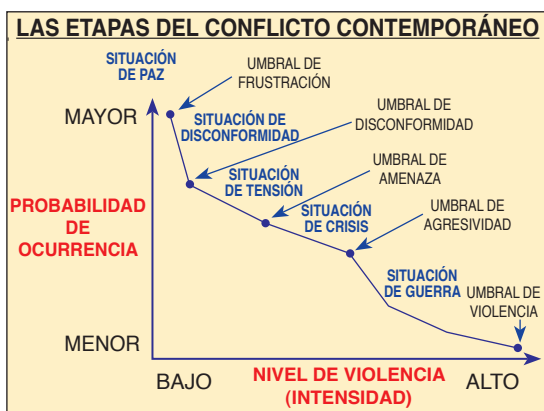 LAS ETAPAS DEL CONFLICTO CONTEMPORÁNEO
SITUACIÓN
DE PAZ
UMBRAL DE
FRUSTRACIÓN
MAYOR
SITUACIÓN DE
DISCONFORMIDAD
UMBRAL DE
DISCONFORMIDAD
SITUACIÓN
DE TENSIÓN
UMBRAL DE
AMENAZA
PROBABILIDAD
DE
OCURRENCIA
SITUACIÓN
DE CRISIS
UMBRAL DE
AGRESIVIDAD
SITUACIÓN
DE GUERRA
UMBRAL DE
VIOLENCIA
MENOR
BAJO
NIVEL DE VIOLENCIA
(INTENSIDAD)
ALTO